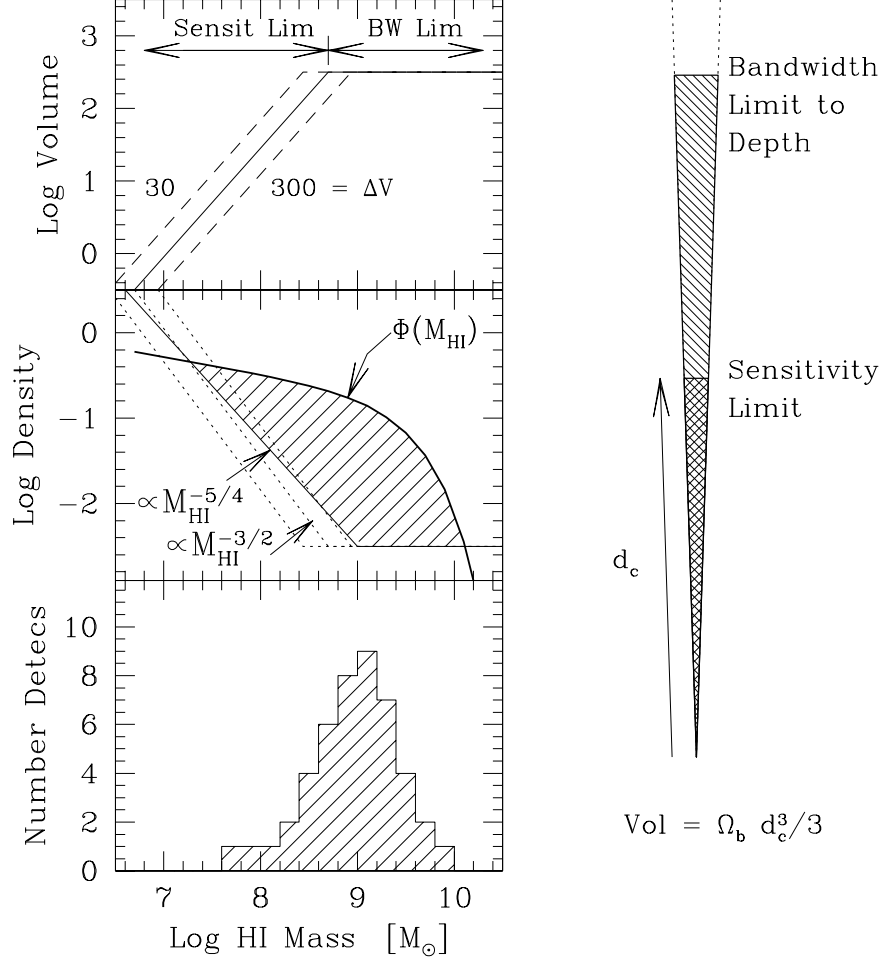 Sensit Lim BW Lim
3
2
1
0
Log Volume
30 300 = ΔV
0
−1
−2
Log Density
Φ(M_HI)
∝M_HI^−5/4
∝M_HI^−3/2
10
8
6
4
2
0
Number Detecs
7 8 9 10
Log HI Mass [M_⊙]
Bandwidth
Limit to
Depth
Sensitivity
Limit
d_c
Vol = Ω_b d_c^3/3